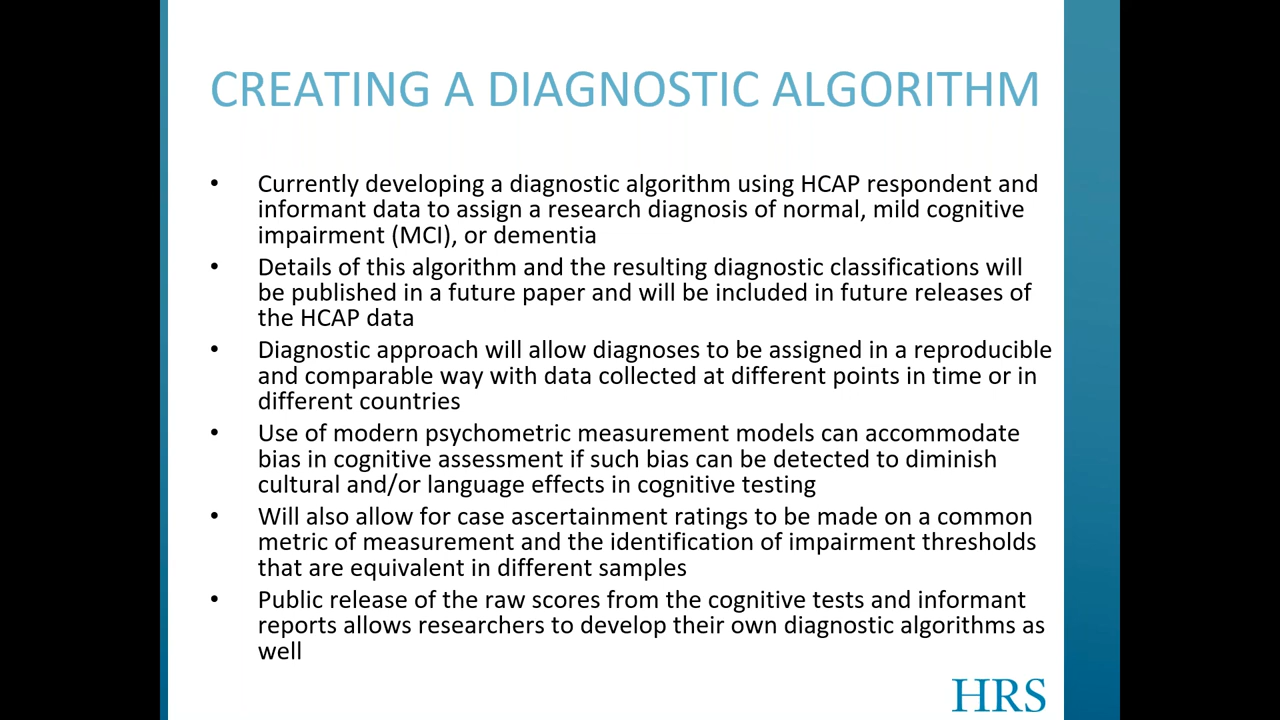 CREATING A DIAGNOSTIC ALGORITHM
• Currently developing a diagnostic algorithm using HCAP respondent and
informant data to assign a research diagnosis of normal, mild cognitive
impairment (MCI), or dementia
• Details of this algorithm and the resulting diagnostic classifications will
be published in a future paper and will be included in future releases of
the HCAP data
• Diagnostic approach will allow diagnoses to be assigned in a reproducible
and comparable way with data collected at different points in time or in
different countries
• Use of modern psychometric measurement models can accommodate
bias in cognitive assessment if such bias can be detected to diminish
cultural and/or language effects in cognitive testing
• Will also allow for case ascertainment ratings to be made on a common
metric of measurement and the identification of impairment thresholds
that are equivalent in different samples
• Public release of the raw scores from the cognitive tests and informant
reports allows researchers to develop their own diagnostic algorithms as
well
HRS